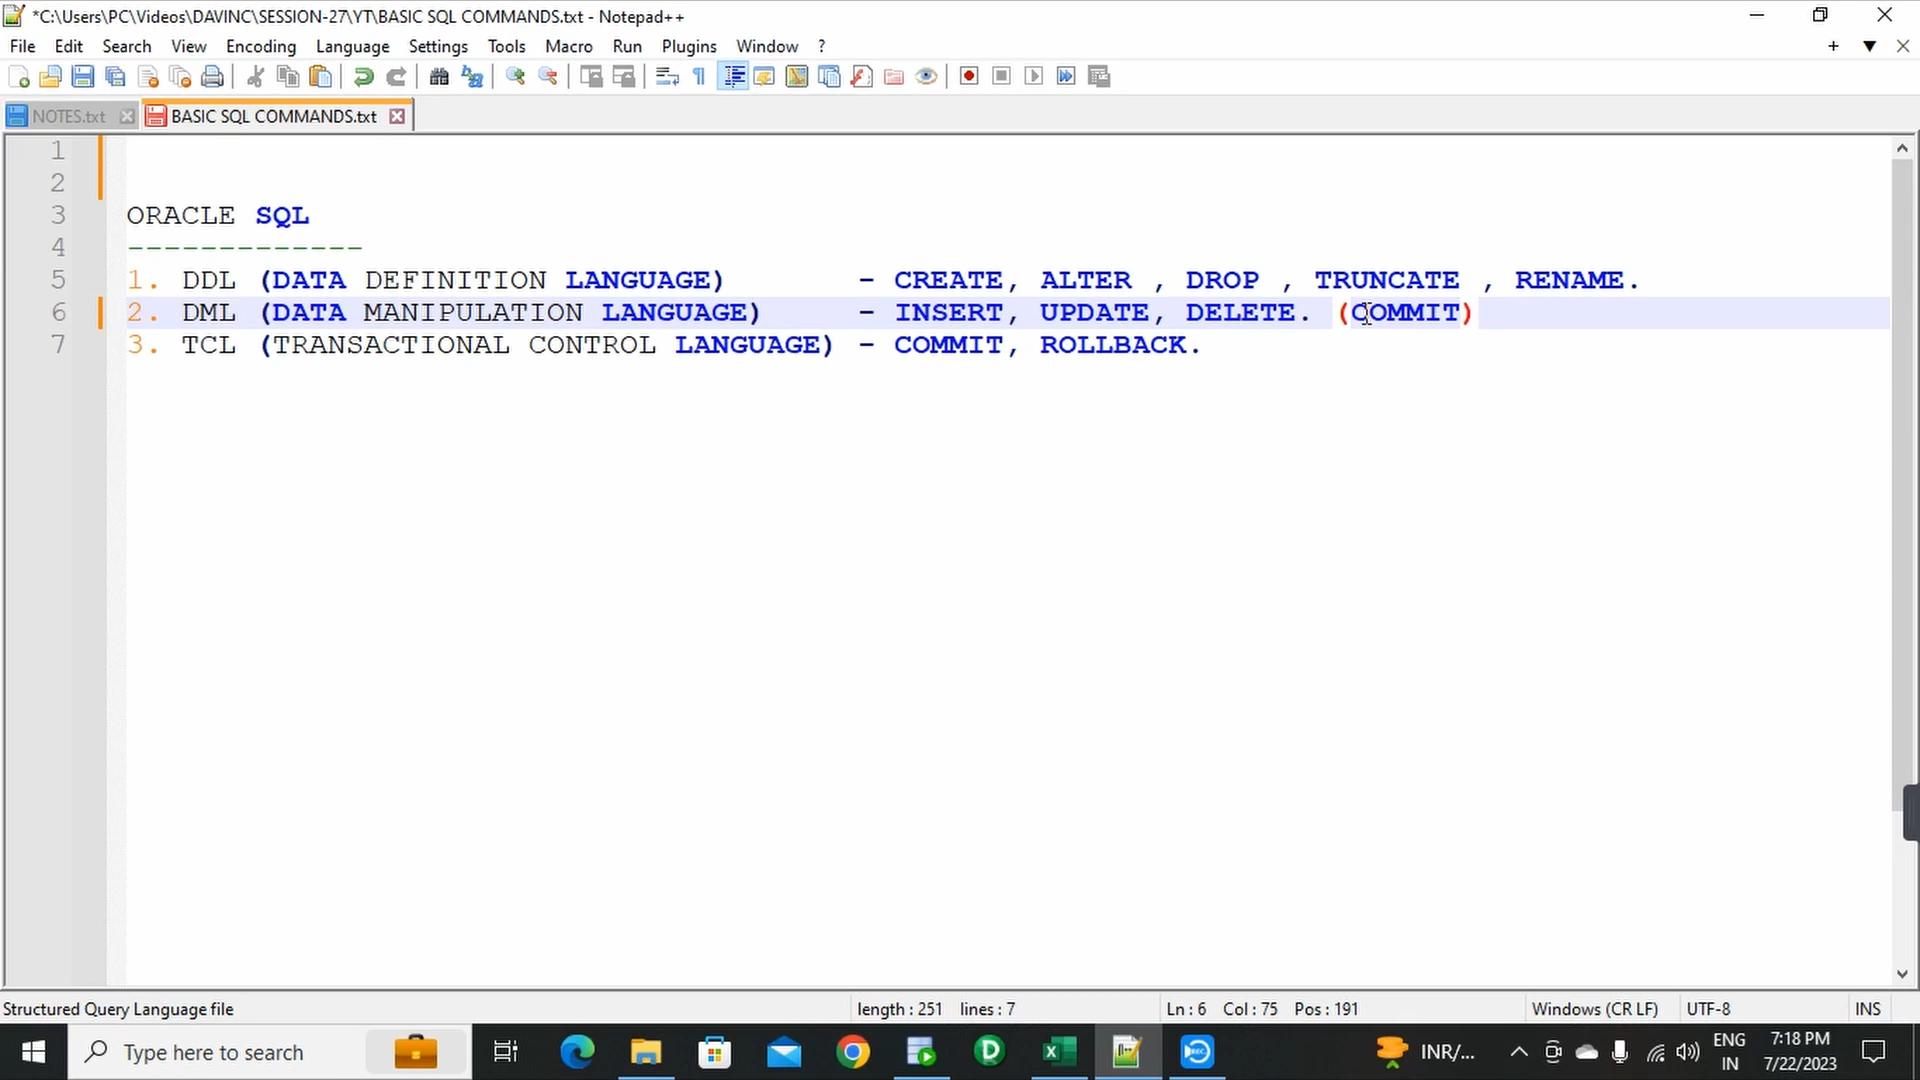 *C:\Users\PC\Videos\DAVINC\SESSION-27\YT\BASIC SQL COMMANDS.txt - Notepad++
File Edit Search View Encoding Language Settings Tools Macro Run Plugins Window ?
NOTES.txt BASIC SQL COMMANDS.txt
1
2
3 ORACLE SQL
4 -------------
5 1. DDL (DATA DEFINITION LANGUAGE) - CREATE, ALTER , DROP , TRUNCATE , RENAME.
6 2. DML (DATA MANIPULATION LANGUAGE) - INSERT, UPDATE, DELETE. (COMMIT)
7 3. TCL (TRANSACTIONAL CONTROL LANGUAGE) - COMMIT, ROLLBACK.
Structured Query Language file length : 251 lines : 7 Ln : 6 Col : 75 Pos : 191 Windows (CR LF) UTF-8 INS
Type here to search INR/... ENG 7:18 PM
IN 7/22/2023